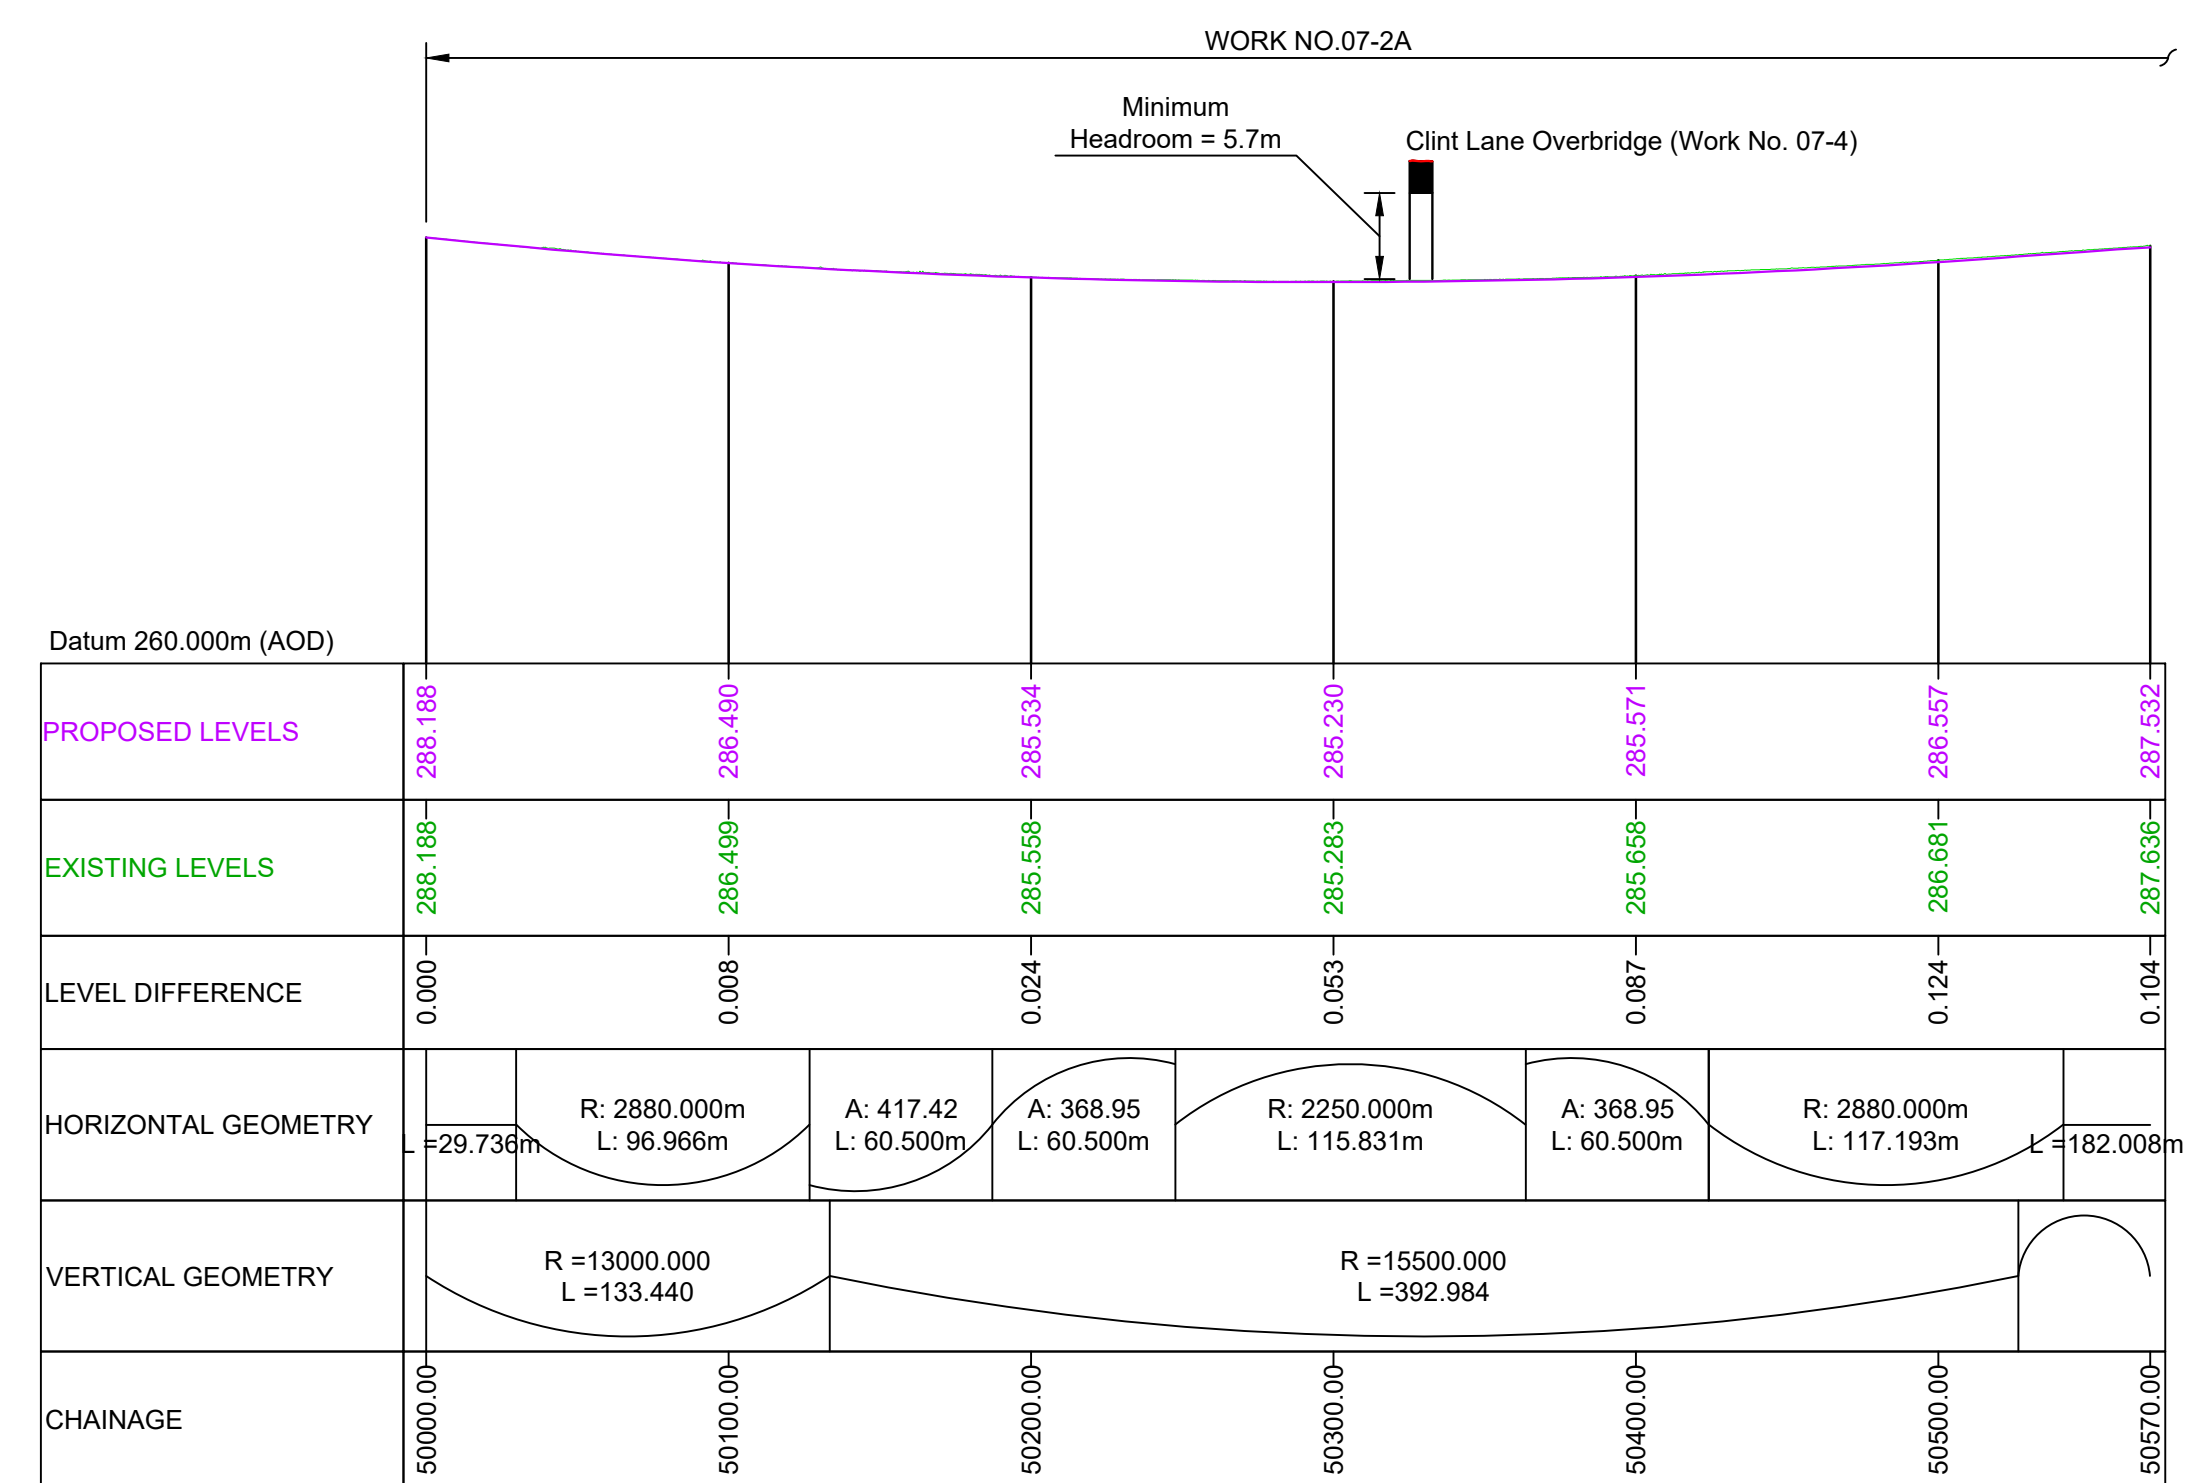 WORK NO.07-2A
Minimum
Headroom = 5.7m
Clint Lane Overbridge (Work No. 07-4)
Datum 260.000m (AOD)
PROPOSED LEVELS
288.188
286.490
285.534
285.230
285.571
286.557
287.532
EXISTING LEVELS
288.188
286.499
285.558
285.283
285.658
286.681
287.636
LEVEL DIFFERENCE
0.000
0.008
0.024
0.053
0.087
0.124
0.104
HORIZONTAL GEOMETRY
L =29.736m
R: 2880.000m
L: 96.966m
A: 417.42
L: 60.500m
A: 368.95
L: 60.500m
R: 2250.000m
L: 115.831m
A: 368.95
L: 60.500m
R: 2880.000m
L: 117.193m
L =182.008m
VERTICAL GEOMETRY
R =13000.000
L =133.440
R =15500.000
L =392.984
CHAINAGE
50000.00
50100.00
50200.00
50300.00
50400.00
50500.00
50570.00